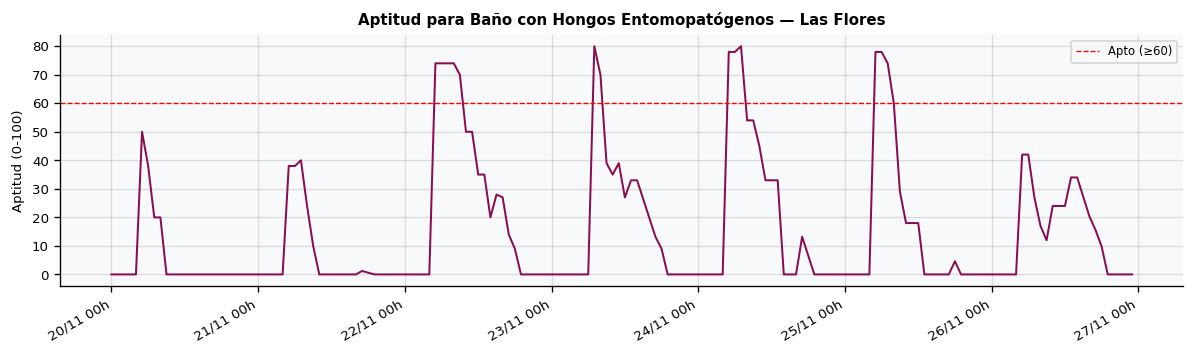 Aptitud para Baño con Hongos Entomopatógenos — Las Flores
Apto (≥60)
Aptitud (0-100)
80
70
60
50
40
30
20
10
0
20/11 00h
21/11 00h
22/11 00h
23/11 00h
24/11 00h
25/11 00h
26/11 00h
27/11 00h